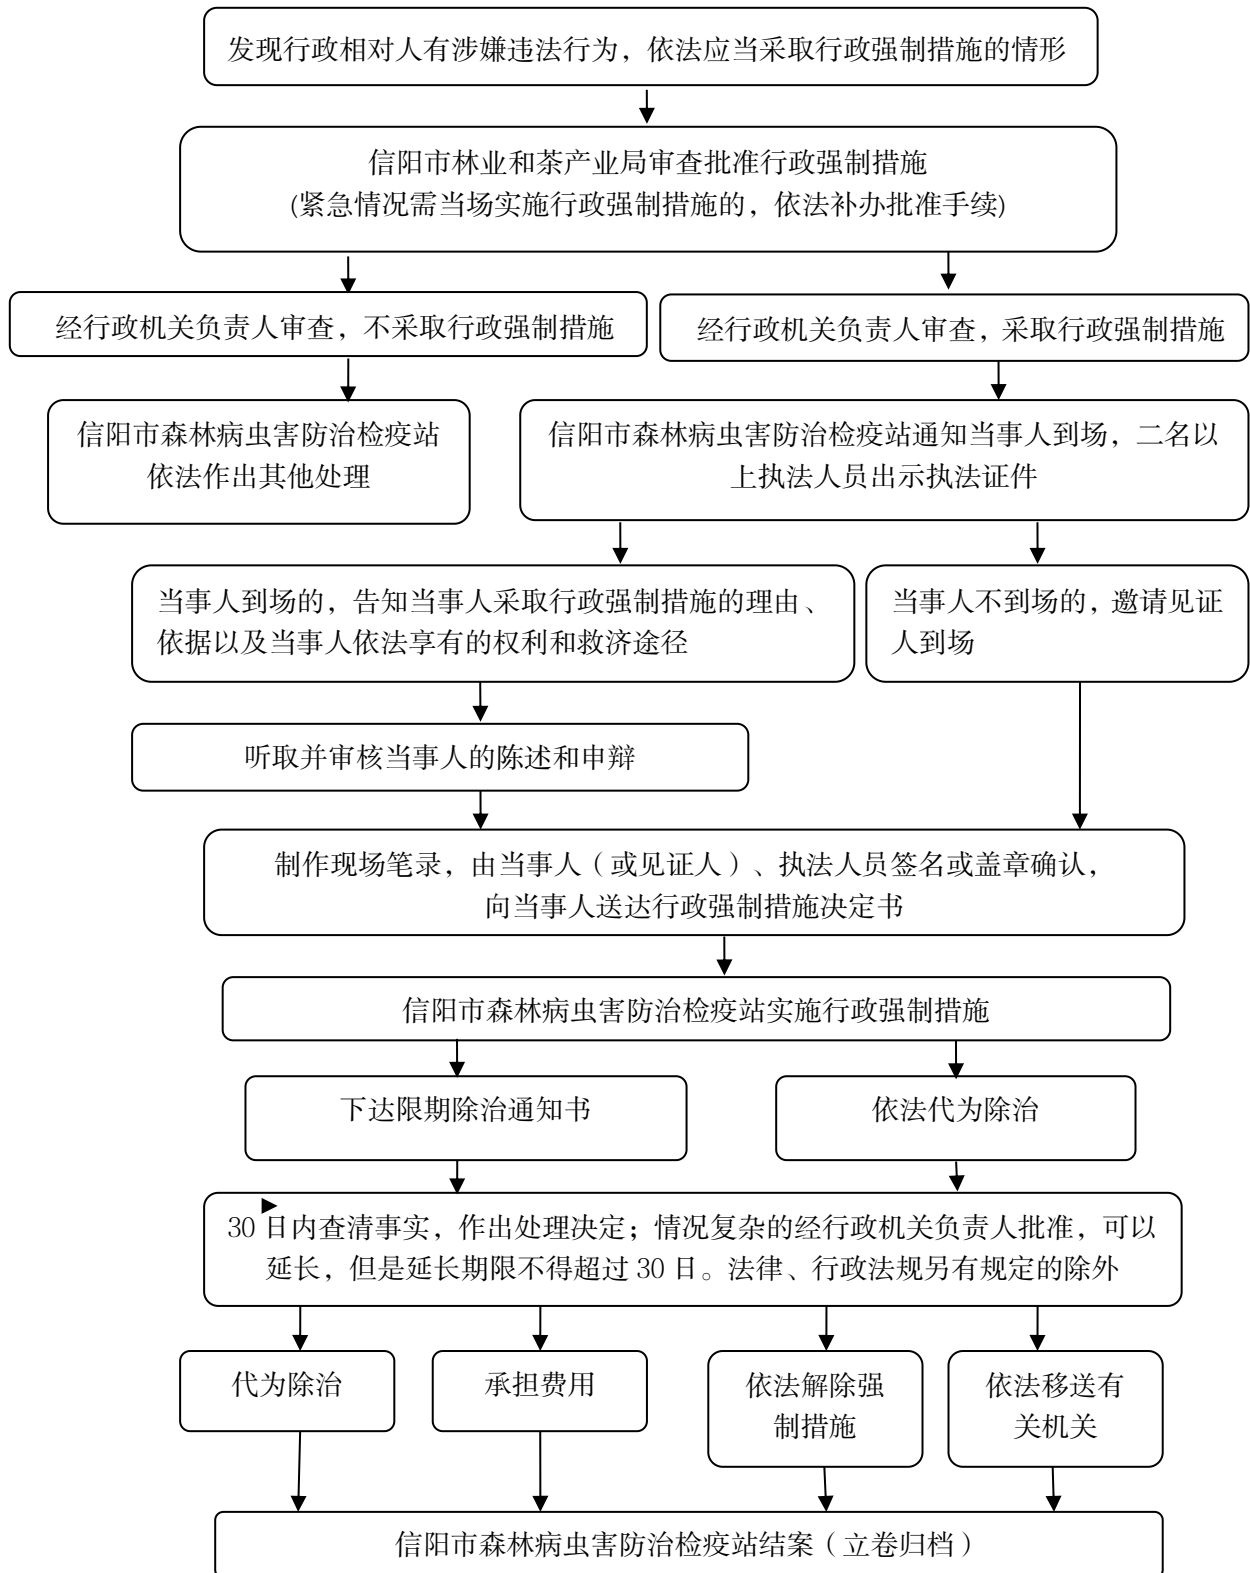 发现行政相对人有涉嫌违法行为，依法应当采取行政强制措施的情形
信阳市林业和茶产业局审查批准行政强制措施
(紧急情况需当场实施行政强制措施的，依法补办批准手续)
经行政机关负责人审查，不采取行政强制措施
经行政机关负责人审查，采取行政强制措施
信阳市森林病虫害防治检疫站
依法作出其他处理
信阳市森林病虫害防治检疫站通知当事人到场，二名以
上执法人员出示执法证件
当事人到场的，告知当事人采取行政强制措施的理由、
依据以及当事人依法享有的权利和救济途径
当事人不到场的，邀请见证
人到场
听取并审核当事人的陈述和申辩
制作现场笔录，由当事人（或见证人）、执法人员签名或盖章确认，
向当事人送达行政强制措施决定书
信阳市森林病虫害防治检疫站实施行政强制措施
下达限期除治通知书
依法代为除治
30 日内查清事实，作出处理决定；情况复杂的经行政机关负责人批准，可以
延长，但是延长期限不得超过 30 日。法律、行政法规另有规定的除外
代为除治
承担费用
依法解除强
制措施
依法移送有
关机关
信阳市森林病虫害防治检疫站结案（立卷归档）